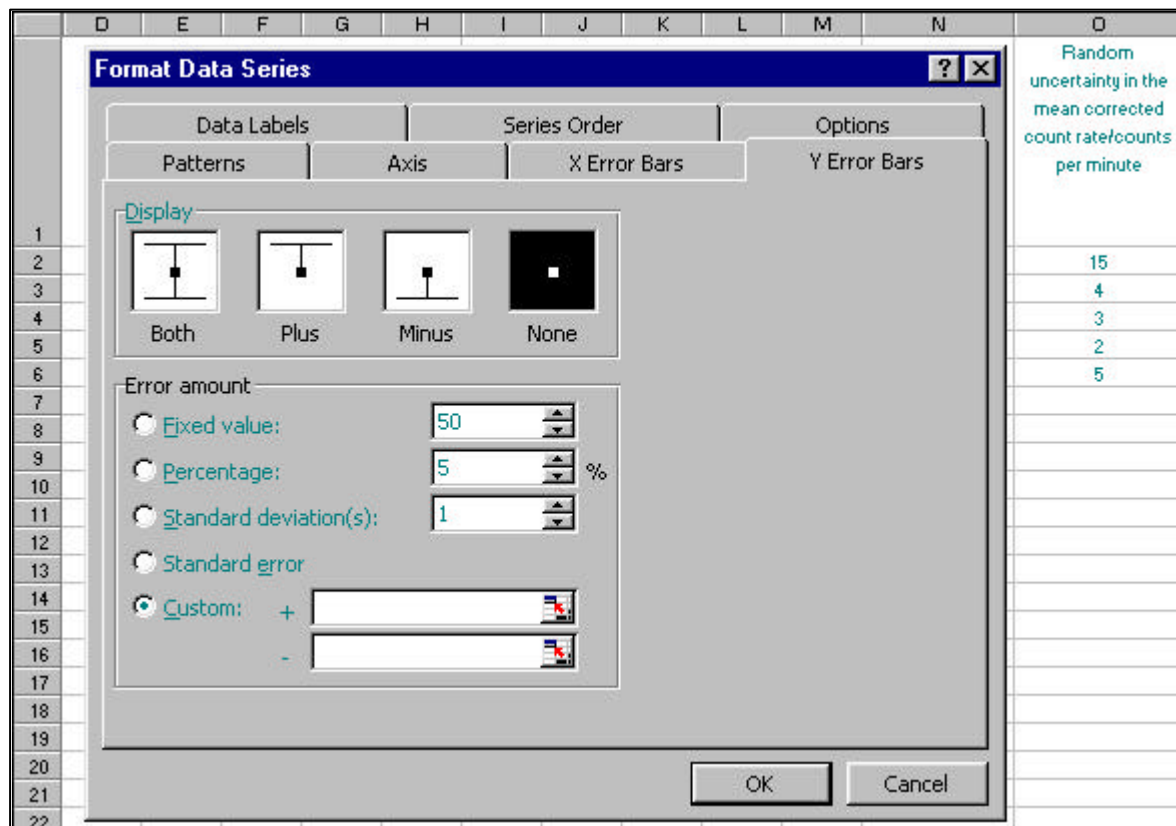 D E F G H I J K L M N O
Format Data Series
Random
uncertainty in the
mean corrected
count rate/counts
per minute
Data Labels Series Order Options
Patterns Axis X Error Bars Y Error Bars
Display
Both Plus Minus None
Error amount
Fixed value: 50
Percentage: 5 %
Standard deviation(s): 1
Standard error
Custom: +
-
OK Cancel
1
2 15
3 4
4 3
5 2
6 5
7
8
9
10
11
12
13
14
15
16
17
18
19
20
21
22